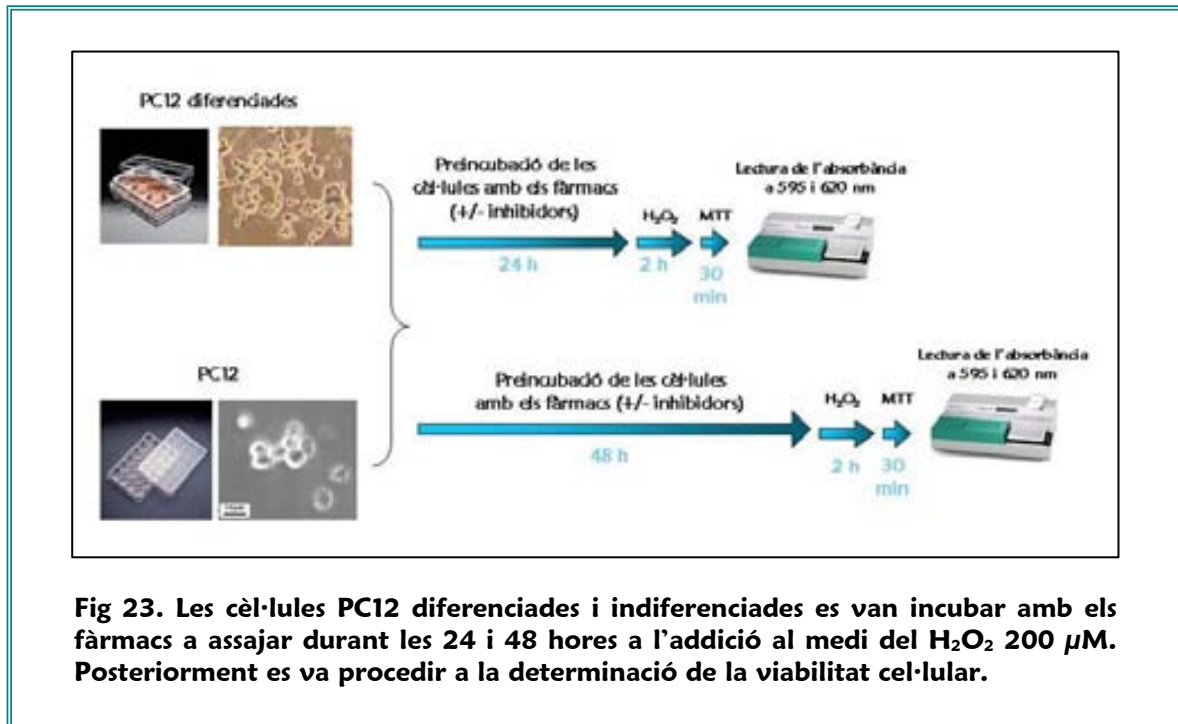 PC12 diferenciades
Preincubació de les
cèl·lules amb els fàrmacs
(+/- inhibidors)
24 h
H₂O₂
2 h
MTT
30
min
Lectura de l'absorbància
a 595 i 620 nm
PC12
Preincubació de les cèl·lules
amb els fàrmacs (+/- inhibidors)
48 h
H₂O₂
2 h
MTT
30
min
Lectura de l'absorbància
a 595 i 620 nm
Fig 23. Les cèl·lules PC12 diferenciades i indiferenciades es van incubar amb els
fàrmacs a assajar durant les 24 i 48 hores a l'addició al medi del H₂O₂ 200 µM.
Posteriorment es va procedir a la determinació de la viabilitat cel·lular.